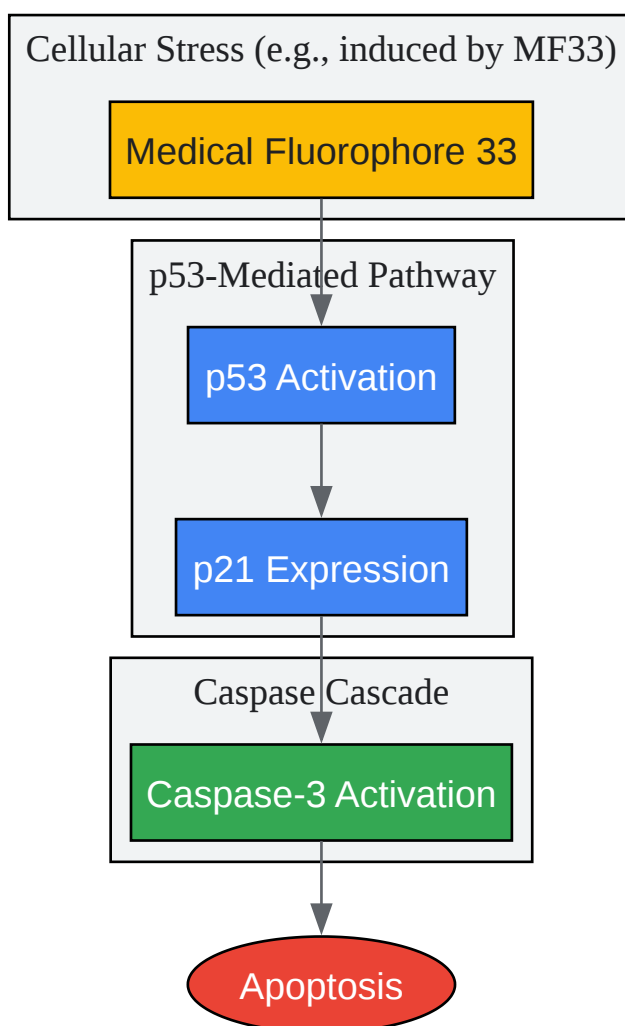 Cellular Stress (e.g., induced by MF33)
Medical Fluorophore 33
p53-Mediated Pathway
p53 Activation
p21 Expression
Caspase Cascade
Caspase-3 Activation
Apoptosis